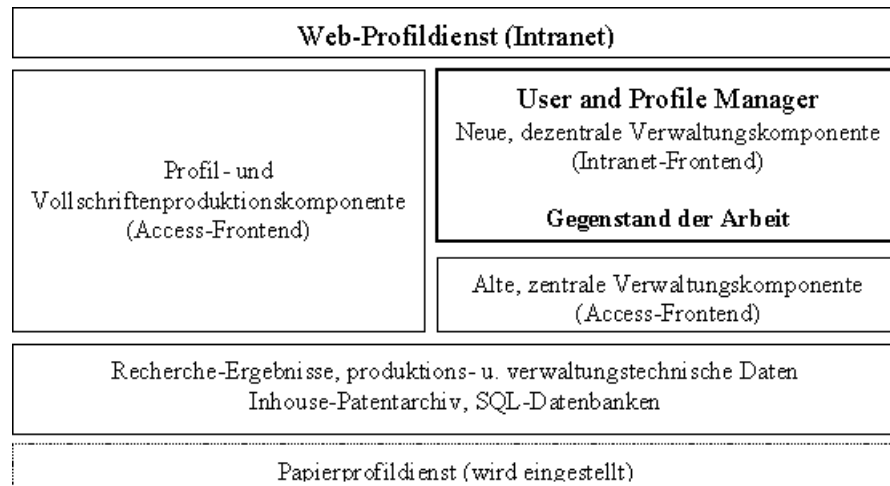 Web-Profildienst (Intranet)
Profil- und
Vollschriftenproduktionskomponente
(Access-Frontend)
User and Profile Manager
Neue, dezentrale Verwaltungskomponente
(Intranet-Frontend)
Gegenstand der Arbeit
Alte, zentrale Verwaltungskomponente
(Access-Frontend)
Recherche-Ergebnisse, produktions- u. verwaltungstechnische Daten
Inhouse-Patentarchiv, SQL-Datenbanken
Papierprofildienst (wird eingestellt)